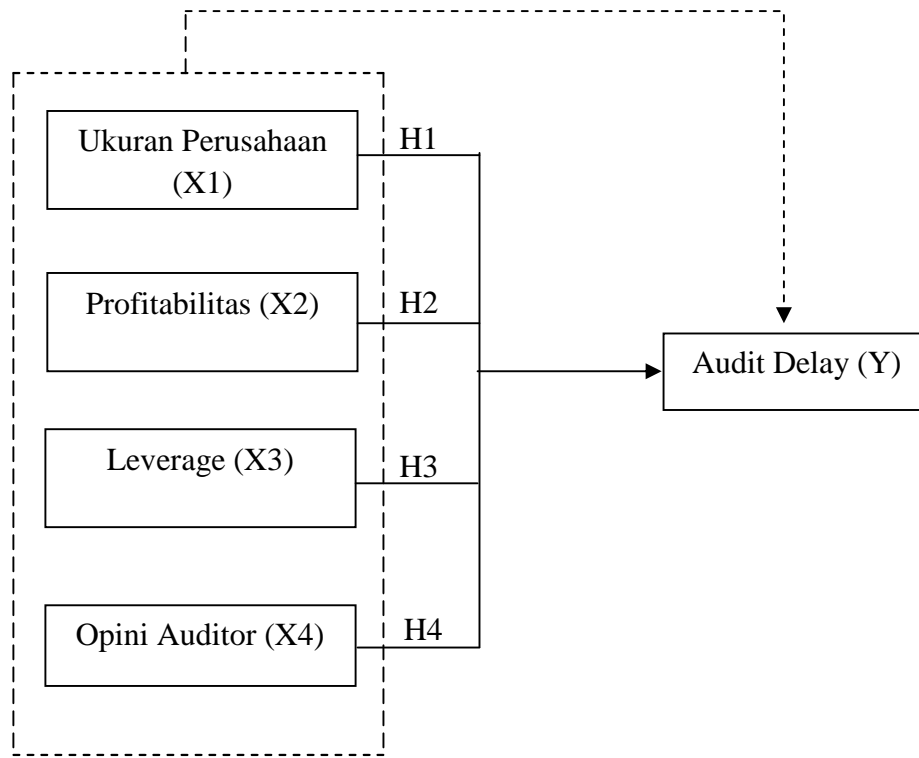 Ukuran Perusahaan
(X1)
H1
Profitabilitas (X2)
H2
Audit Delay (Y)
Leverage (X3)
H3
Opini Auditor (X4)
H4